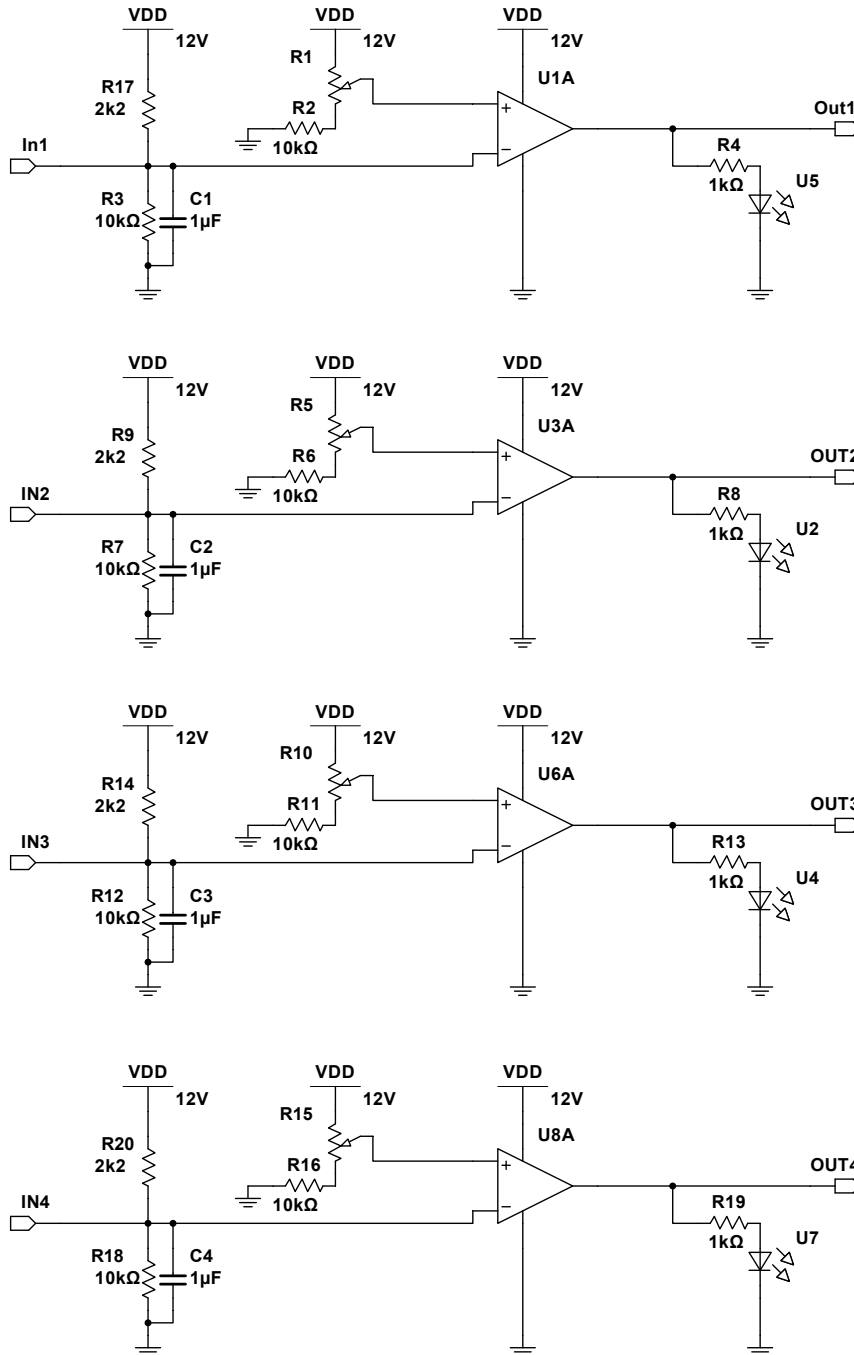 VDD
12V
VDD
12V
VDD
12V
R17
2k2
R1
R2
10kΩ
U1A
Out1
In1
R3
10kΩ
C1
1µF
R4
1kΩ
U5
VDD
12V
VDD
12V
VDD
12V
R9
2k2
R5
R6
10kΩ
U3A
OUT2
IN2
R7
10kΩ
C2
1µF
R8
1kΩ
U2
VDD
12V
VDD
12V
VDD
12V
R14
2k2
R10
R11
10kΩ
U6A
OUT3
IN3
R12
10kΩ
C3
1µF
R13
1kΩ
U4
VDD
12V
VDD
12V
VDD
12V
R20
2k2
R15
R16
10kΩ
U8A
OUT4
IN4
R18
10kΩ
C4
1µF
R19
1kΩ
U7